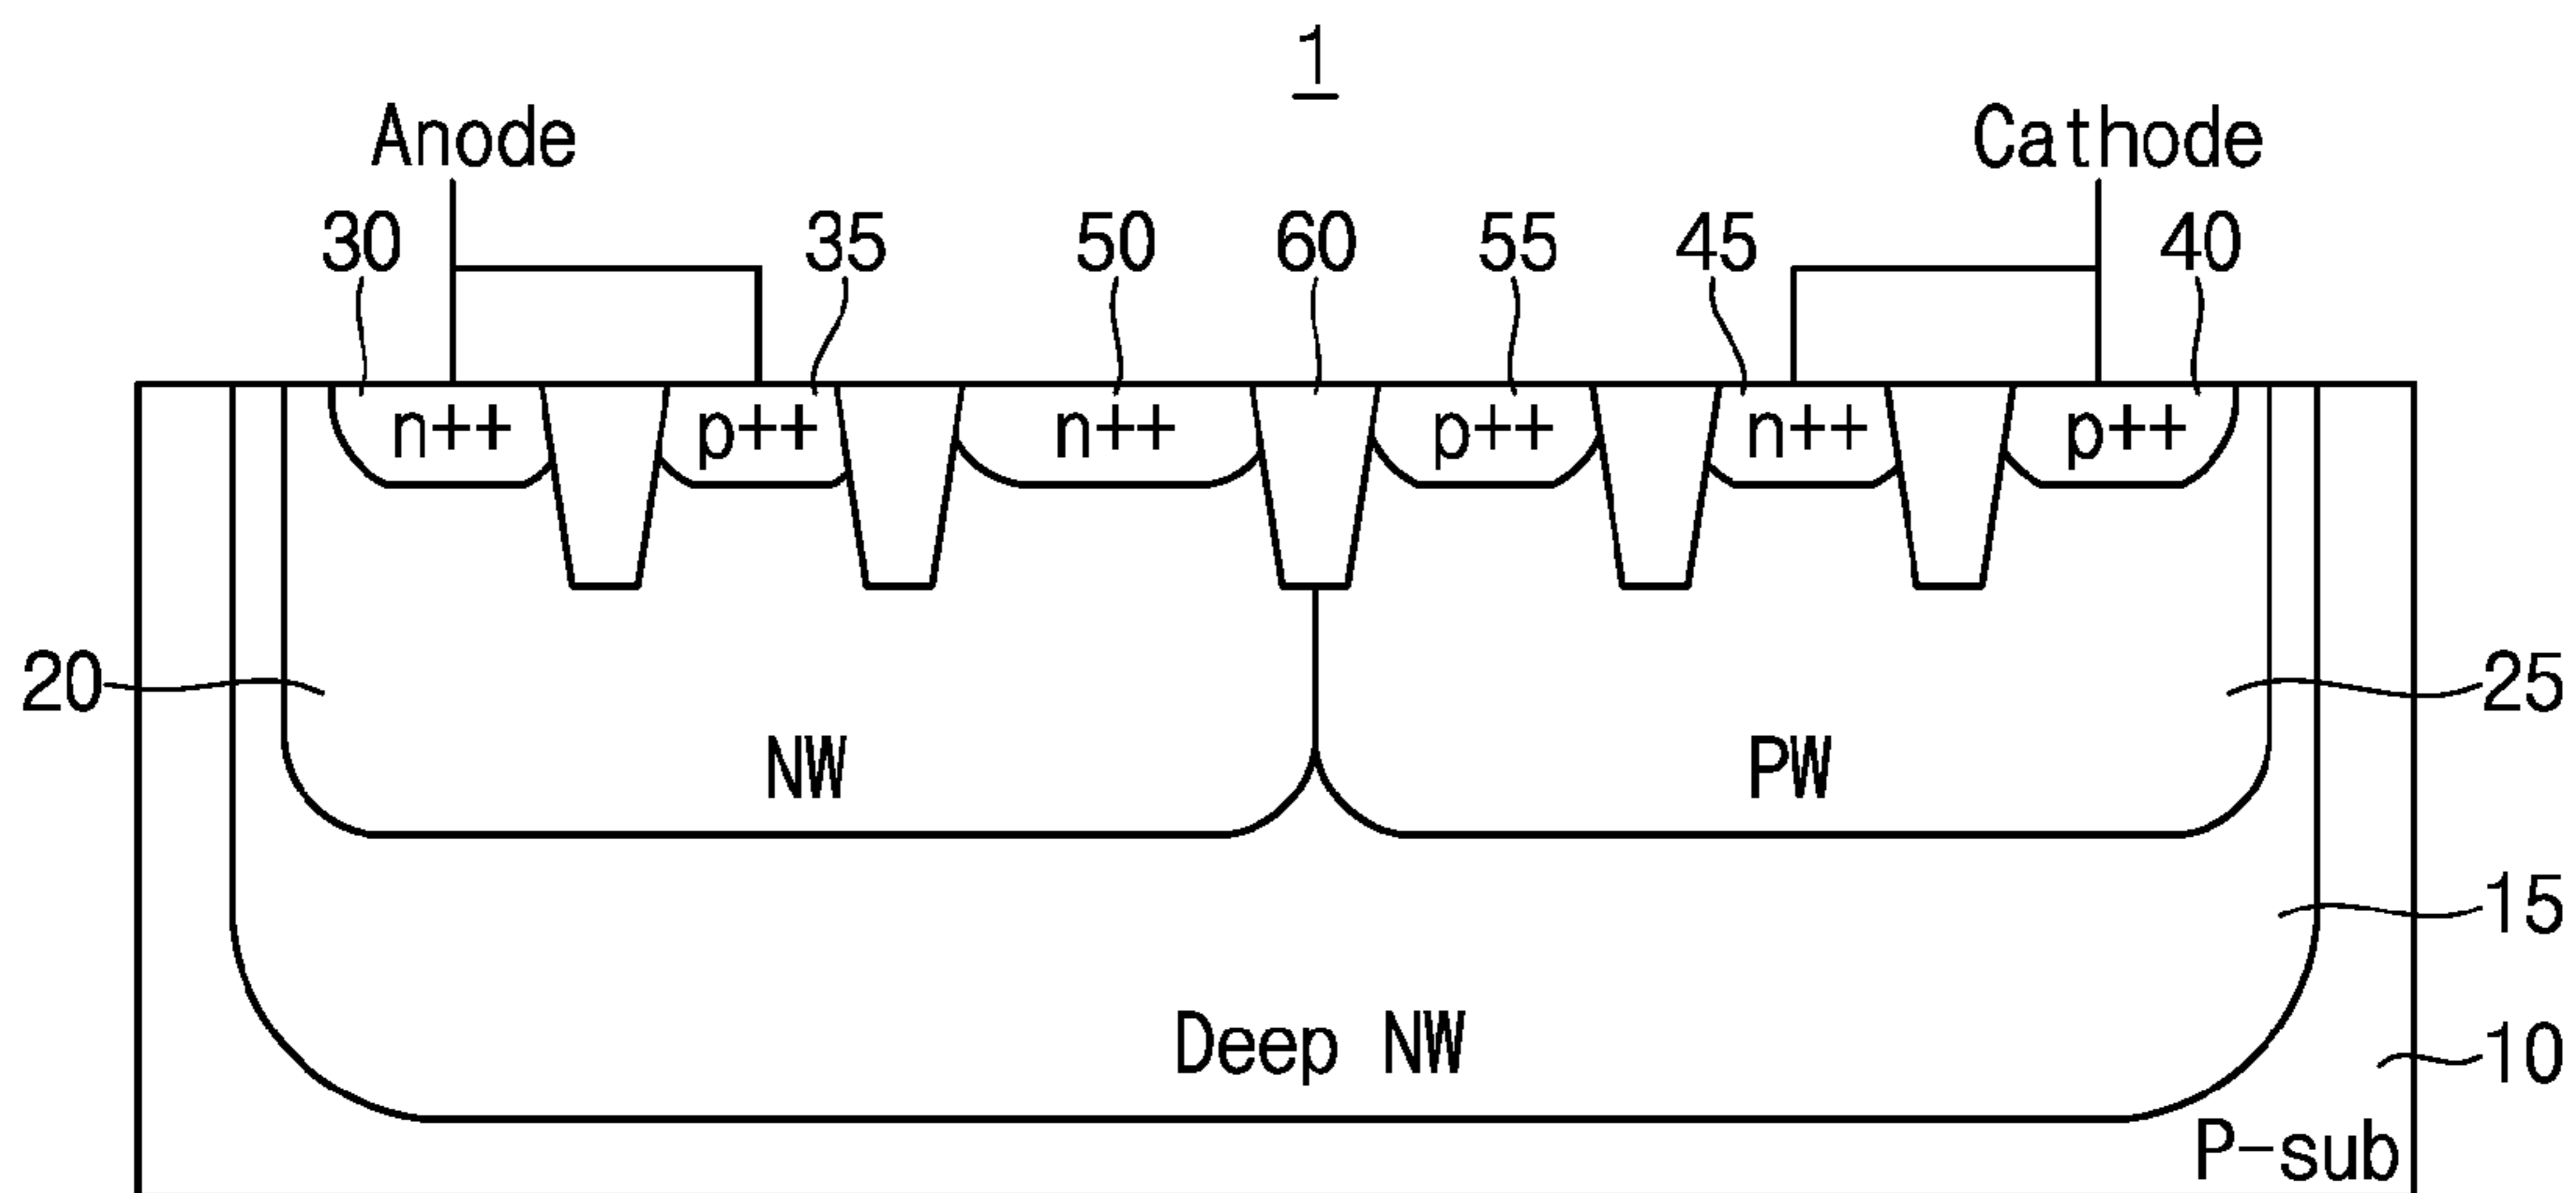 1
Anode Cathode
30 35 50 60 55 45 40
n++ p++ n++ p++ n++ p++
20 25
NW PW
15
Deep NW
10
P-sub